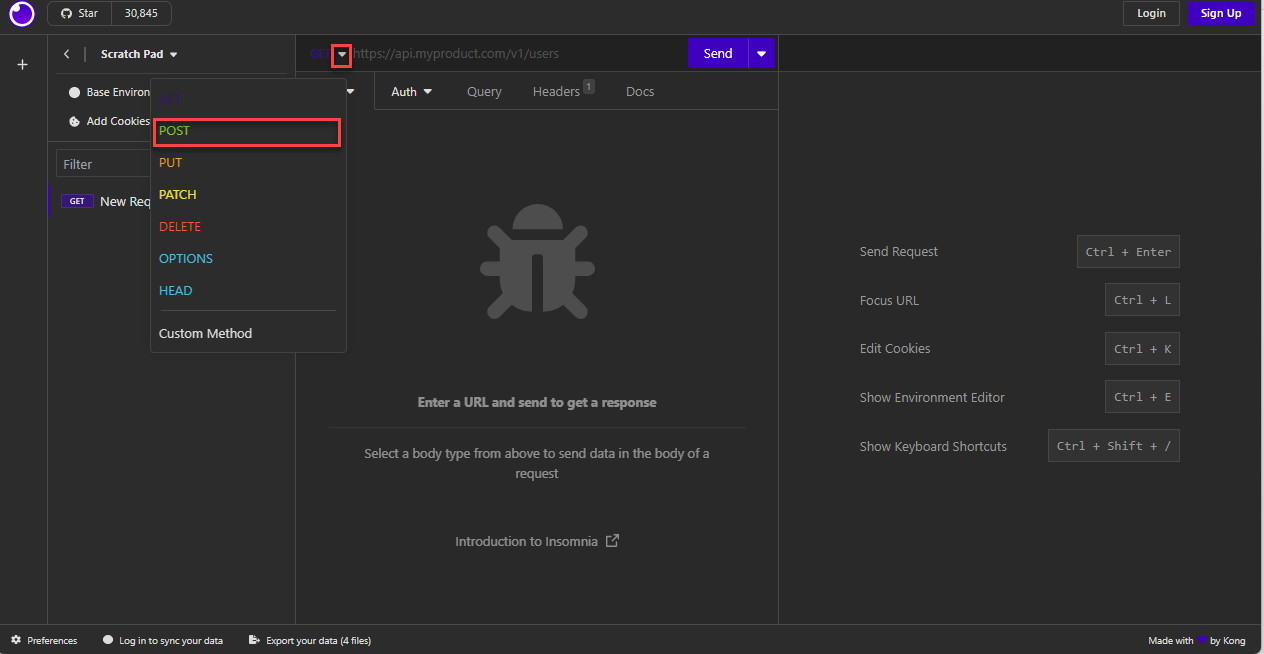 Star 30,845
Login Sign Up
Scratch Pad
GET https://api.myproduct.com/v1/users Send
Base Environ
Auth Query Headers 1 Docs
Add Cookies
GET
POST
PUT
PATCH
DELETE
OPTIONS
HEAD
Custom Method
Filter
GET New Req
Enter a URL and send to get a response
Select a body type from above to send data in the body of a
request
Introduction to Insomnia
Send Request Ctrl + Enter
Focus URL Ctrl + L
Edit Cookies Ctrl + K
Show Environment Editor Ctrl + E
Show Keyboard Shortcuts Ctrl + Shift + /
Preferences Log in to sync your data Export your data (4 files) Made with by Kong